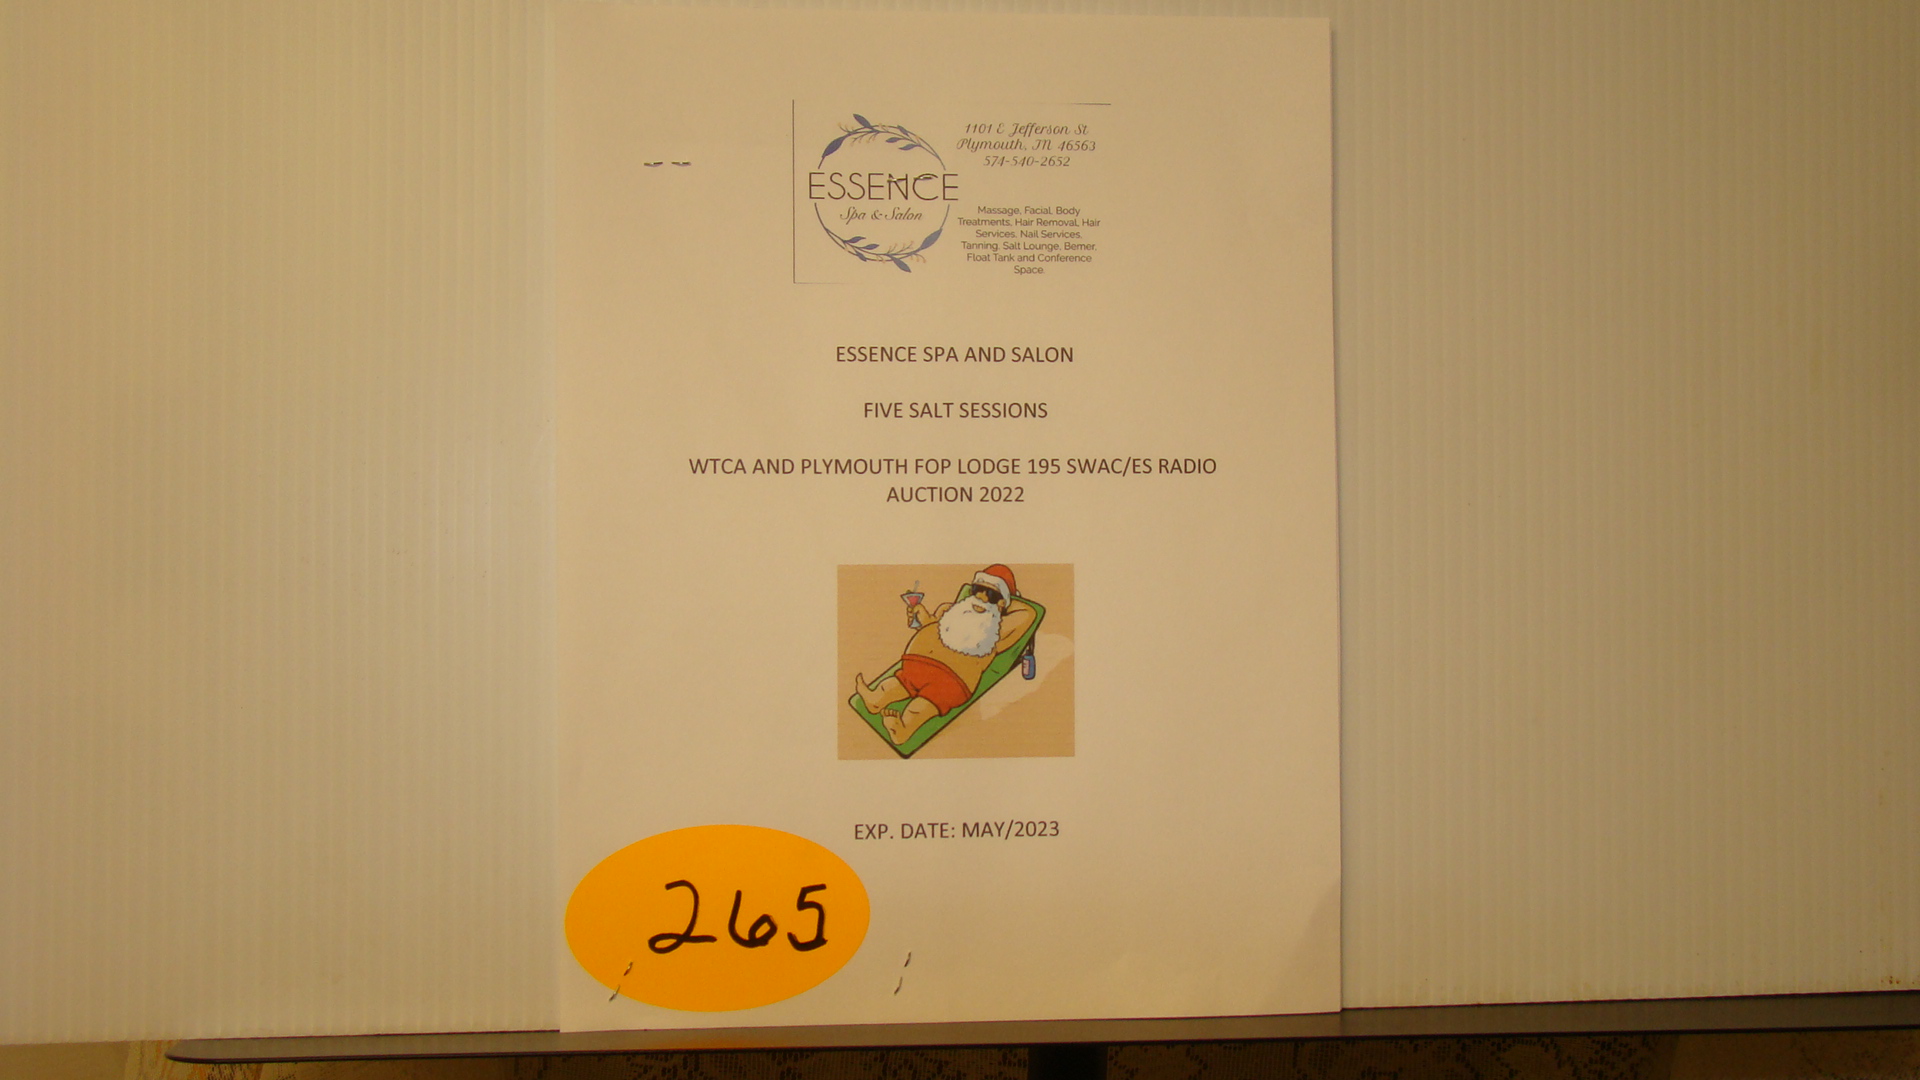 ESSENCE
Spa & Salon
1101 E Jefferson St
Plymouth, IN 46563
574-540-2652
Massage, Facial, Body
Treatments, Hair Removal, Hair
Services, Nail Services,
Tanning, Salt Lounge, Bemer,
Float Tank and Conference
Space.
ESSENCE SPA AND SALON
FIVE SALT SESSIONS
WTCA AND PLYMOUTH FOP LODGE 195 SWAC/ES RADIO
AUCTION 2022
EXP. DATE: MAY/2023
265